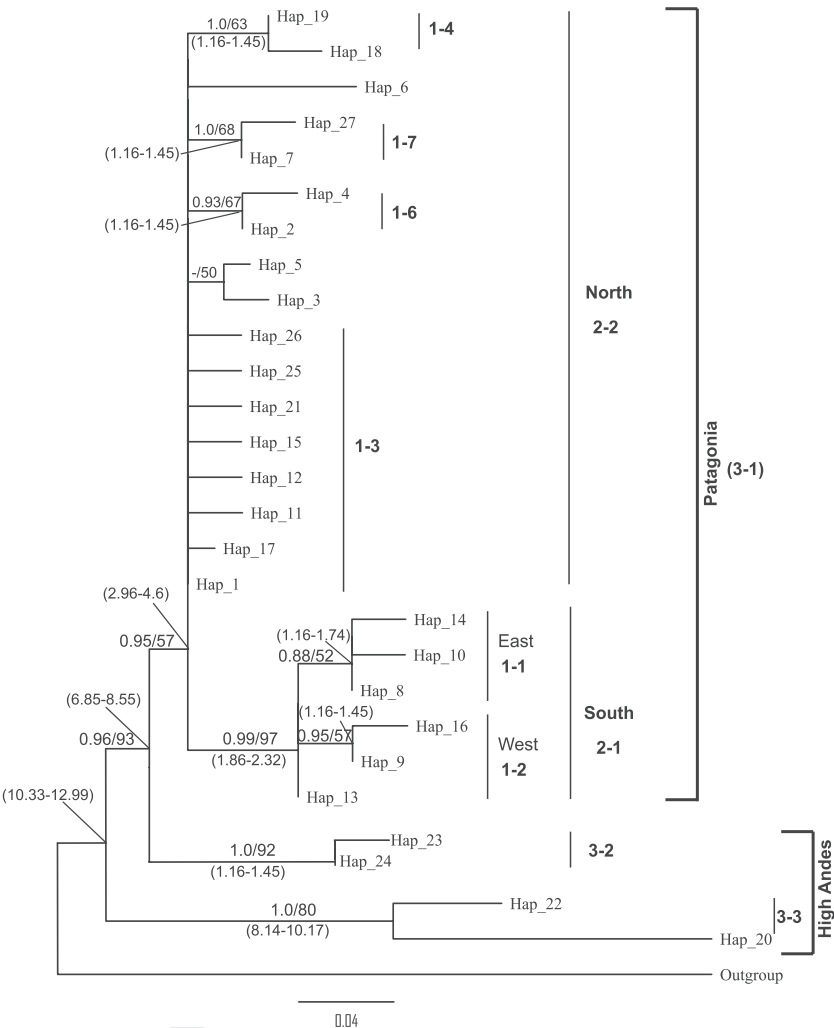 1.0/63
(1.16-1.45)
Hap_19
Hap_18
1-4
Hap_6
1.0/68
(1.16-1.45)
Hap_27
Hap_7
1-7
0.93/67
(1.16-1.45)
Hap_4
Hap_2
1-6
-/50
Hap_5
Hap_3
North
2-2
Hap_26
Hap_25
Hap_21
Hap_15
1-3
Hap_12
Hap_11
Hap_17
Hap_1
Patagonia
(3-1)
(2.96-4.6)
0.95/57
(1.16-1.74)
0.88/52
Hap_14
Hap_10
Hap_8
East
1-1
(6.85-8.55)
0.96/93
0.99/97
(1.86-2.32)
(1.16-1.45)
0.95/57
Hap_16
Hap_9
Hap_13
West
1-2
South
2-1
(10.33-12.99)
1.0/92
(1.16-1.45)
Hap_23
Hap_24
3-2
1.0/80
(8.14-10.17)
Hap_22
Hap_20
3-3
High Andes
Outgroup
0.04